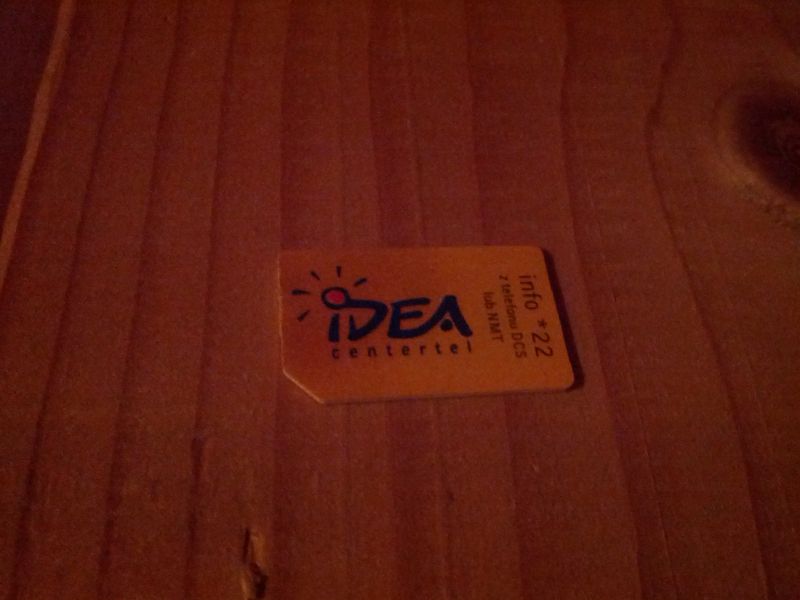 iDEA
centertel
info *22
z telefonu DCS
lub NMT